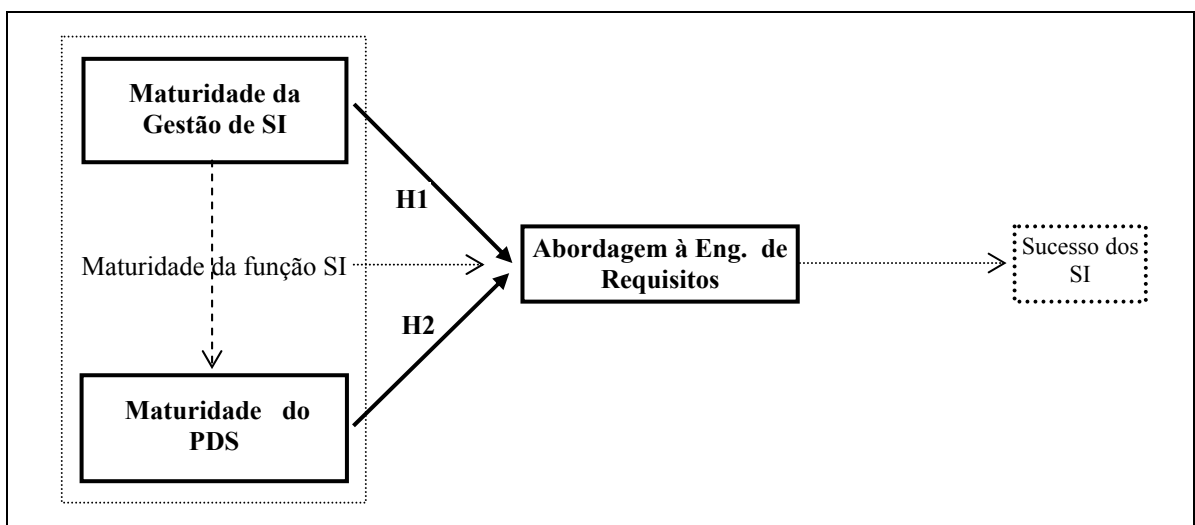 Maturidade da
Gestão de SI
H1
Maturidade da função SI
Abordagem à Eng. de
Requisitos
Sucesso dos
SI
H2
Maturidade do
PDS